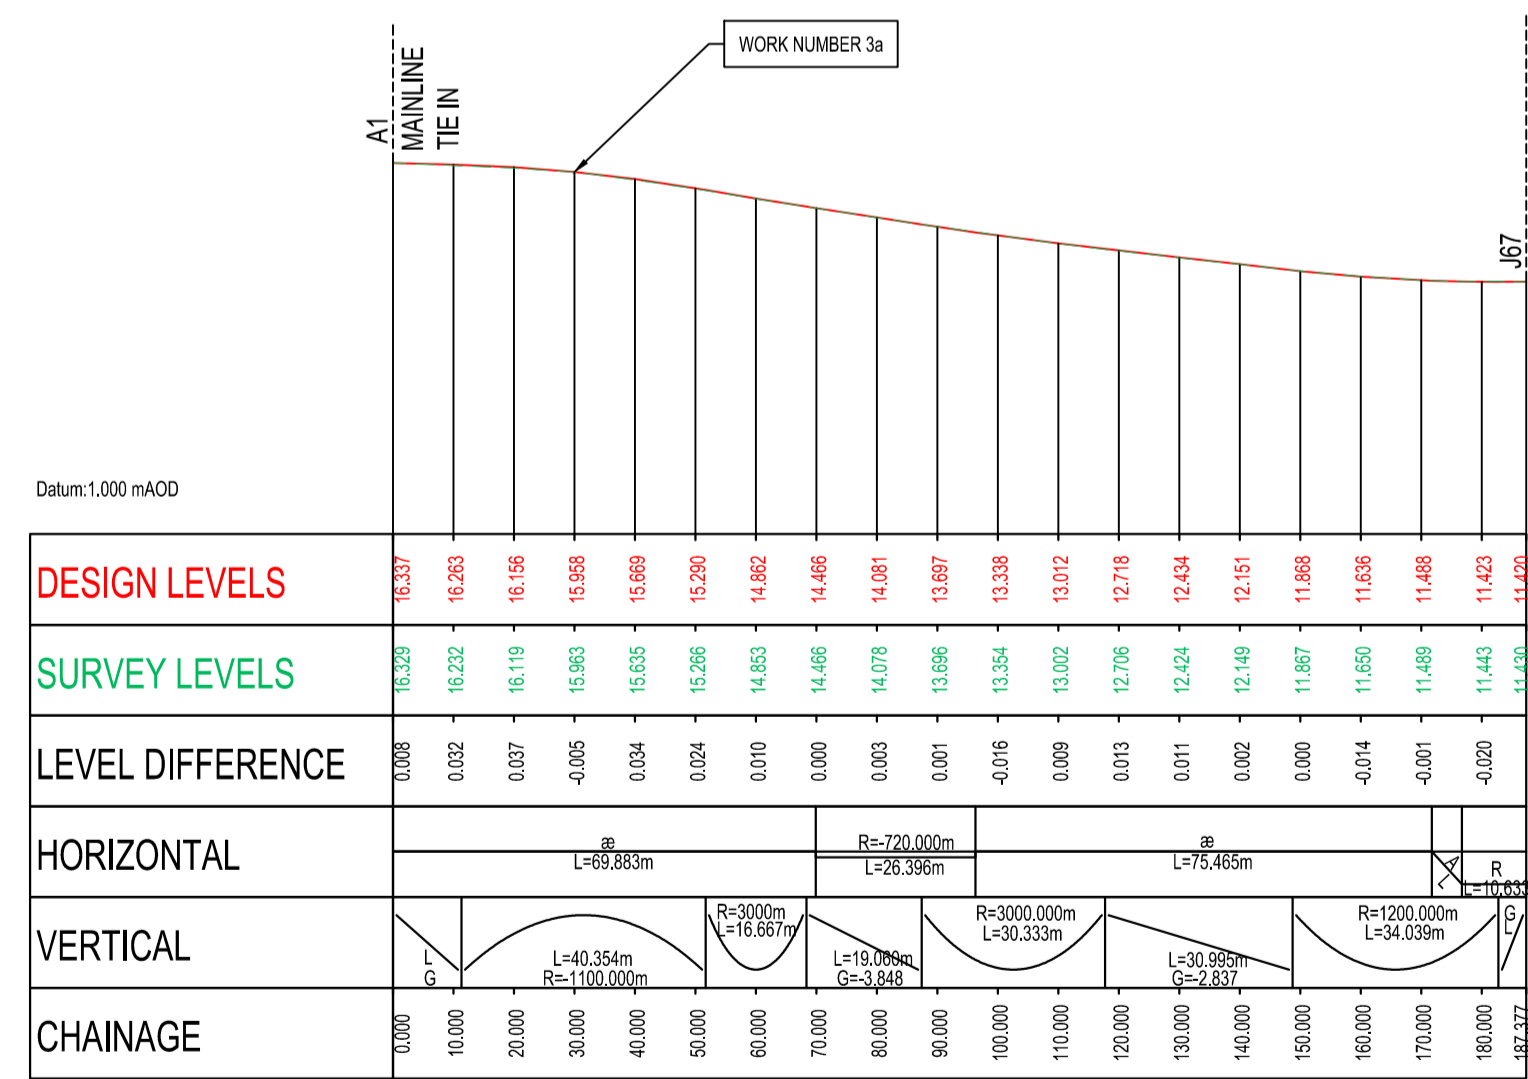 WORK NUMBER 3a
A1
MAINLINE
TIE IN
J67
Datum:1.000 mAOD
DESIGN LEVELS 16.337 16.263 16.156 15.958 15.669 15.290 14.862 14.466 14.081 13.697 13.338 13.012 12.718 12.434 12.151 11.868 11.636 11.488 11.423 11.420
SURVEY LEVELS 16.329 16.232 16.119 15.963 15.635 15.266 14.853 14.466 14.078 13.696 13.354 13.002 12.706 12.424 12.149 11.867 11.650 11.489 11.443 11.430
LEVEL DIFFERENCE 0.008 0.032 0.037 -0.005 0.034 0.024 0.010 0.000 0.003 0.001 -0.016 0.009 0.013 0.011 0.002 0.000 -0.014 -0.001 -0.020
HORIZONTAL
æ
L=69.883m
R=-720.000m
L=26.396m
æ
L=75.465m
A
L
R
L=10.633
VERTICAL
L
G
L=40.354m
R=-1100.000m
R=3000m
L=16.667m
L=19.060m
G=-3.848
R=3000.000m
L=30.333m
L=30.995m
G=-2.837
R=1200.000m
L=34.039m
G
L
CHAINAGE 0.000 10.000 20.000 30.000 40.000 50.000 60.000 70.000 80.000 90.000 100.000 110.000 120.000 130.000 140.000 150.000 160.000 170.000 180.000 187.377